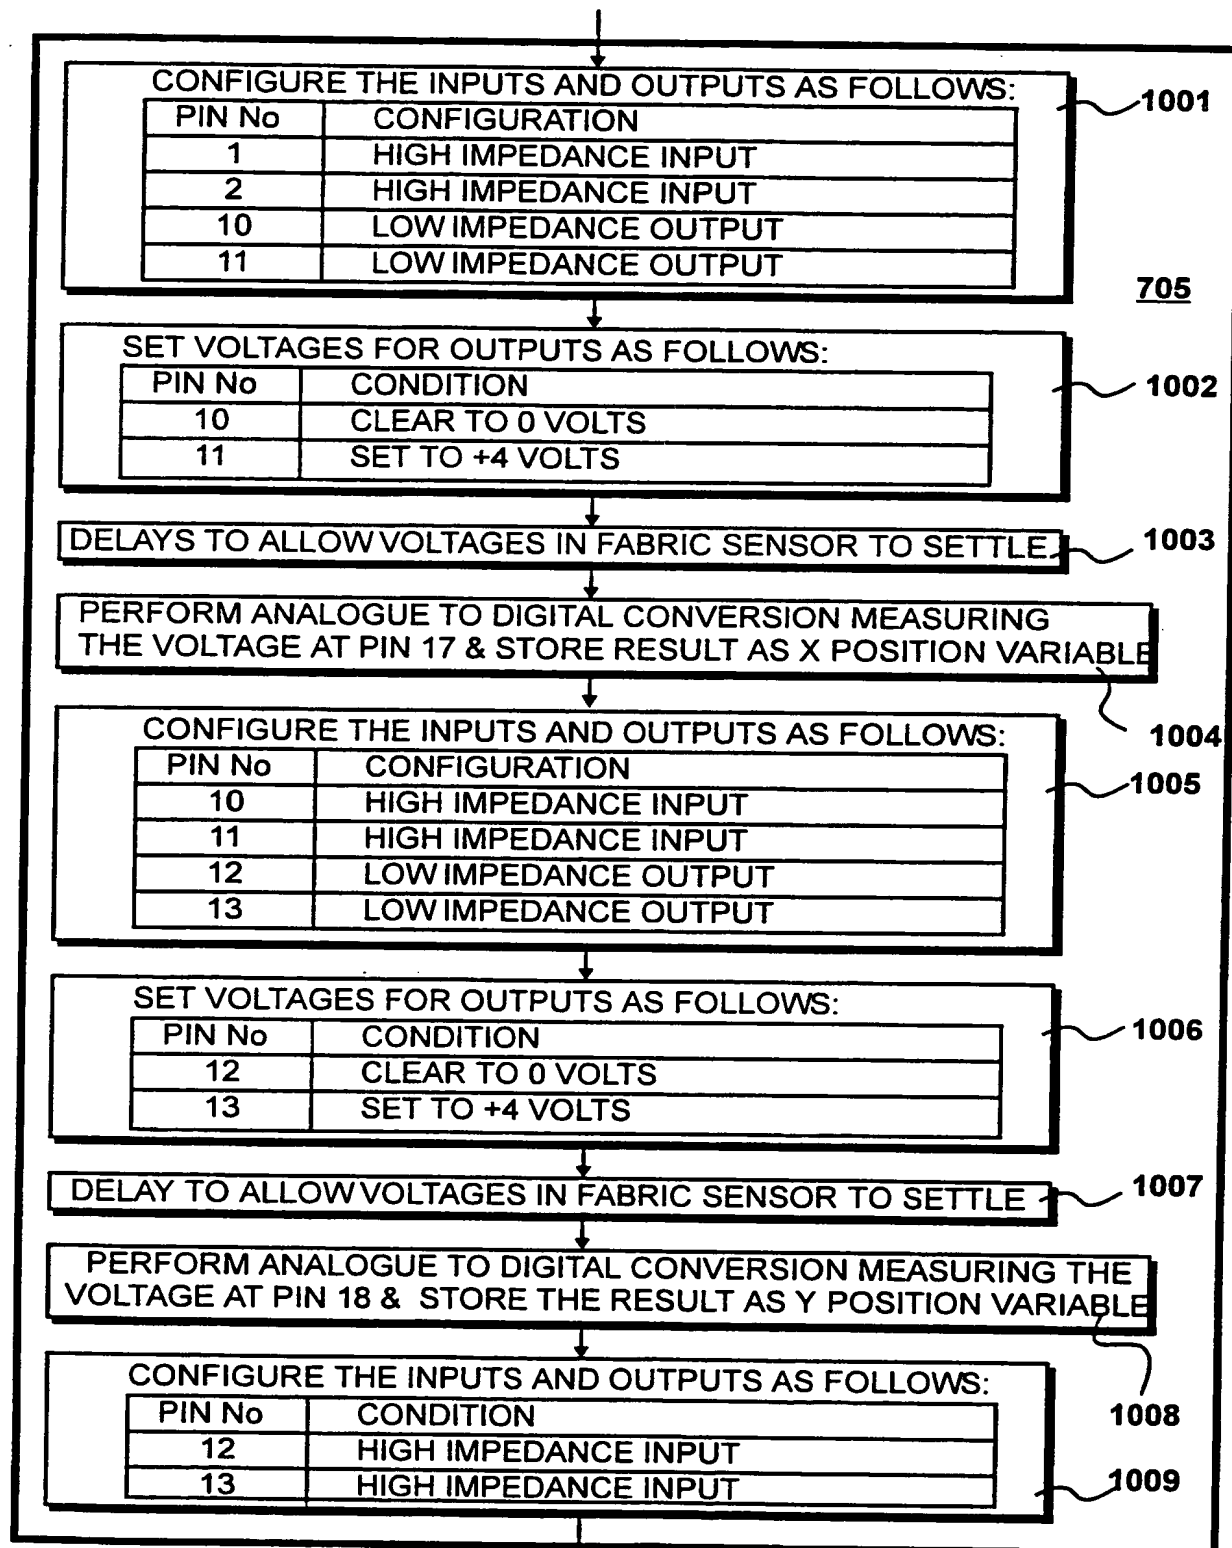 CONFIGURE THE INPUTS AND OUTPUTS AS FOLLOWS:
PIN No CONFIGURATION
1 HIGH IMPEDANCE INPUT
2 HIGH IMPEDANCE INPUT
10 LOW IMPEDANCE OUTPUT
11 LOW IMPEDANCE OUTPUT
1001
705
SET VOLTAGES FOR OUTPUTS AS FOLLOWS:
PIN No CONDITION
10 CLEAR TO 0 VOLTS
11 SET TO +4 VOLTS
1002
DELAYS TO ALLOW VOLTAGES IN FABRIC SENSOR TO SETTLE
1003
PERFORM ANALOGUE TO DIGITAL CONVERSION MEASURING
THE VOLTAGE AT PIN 17 & STORE RESULT AS X POSITION VARIABLE
1004
CONFIGURE THE INPUTS AND OUTPUTS AS FOLLOWS:
PIN No CONFIGURATION
10 HIGH IMPEDANCE INPUT
11 HIGH IMPEDANCE INPUT
12 LOW IMPEDANCE OUTPUT
13 LOW IMPEDANCE OUTPUT
1005
SET VOLTAGES FOR OUTPUTS AS FOLLOWS:
PIN No CONDITION
12 CLEAR TO 0 VOLTS
13 SET TO +4 VOLTS
1006
DELAY TO ALLOW VOLTAGES IN FABRIC SENSOR TO SETTLE
1007
PERFORM ANALOGUE TO DIGITAL CONVERSION MEASURING THE
VOLTAGE AT PIN 18 & STORE THE RESULT AS Y POSITION VARIABLE
1008
CONFIGURE THE INPUTS AND OUTPUTS AS FOLLOWS:
PIN No CONDITION
12 HIGH IMPEDANCE INPUT
13 HIGH IMPEDANCE INPUT
1009